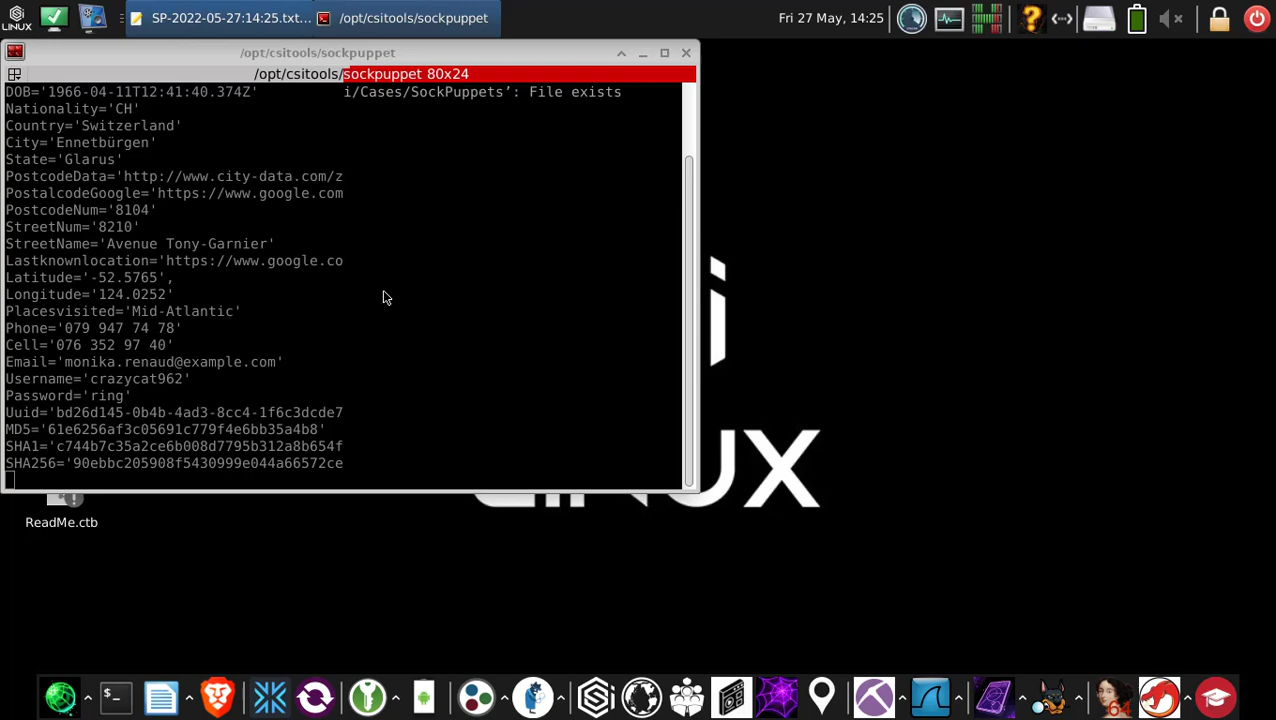 LINUX
SP-2022-05-27:14:25.txt...
/opt/csitools/sockpuppet
Fri 27 May, 14:25
/opt/csitools/sockpuppet
/opt/csitools/sockpuppet 80x24
DOB='1966-04-11T12:41:40.374Z' i/Cases/SockPuppets’: File exists
Nationality='CH'
Country='Switzerland'
City='Ennetbürgen'
State='Glarus'
PostcodeData='http://www.city-data.com/z
PostalcodeGoogle='https://www.google.com
PostcodeNum='8104'
StreetNum='8210'
StreetName='Avenue Tony-Garnier'
Lastknownlocation='https://www.google.co
Latitude='-52.5765',
Longitude='124.0252'
Placesvisited='Mid-Atlantic'
Phone='079 947 74 78'
Cell='076 352 97 40'
Email='monika.renaud@example.com'
Username='crazycat962'
Password='ring'
Uuid='bd26d145-0b4b-4ad3-8cc4-1f6c3dcde7
MD5='61e6256af3c05691c779f4e6bb35a4b8'
SHA1='c744b7c35a2ce6b008d7795b312a8b654f
SHA256='90ebbc205908f5430999e044a66572ce
i
LINUX
ReadMe.ctb
64